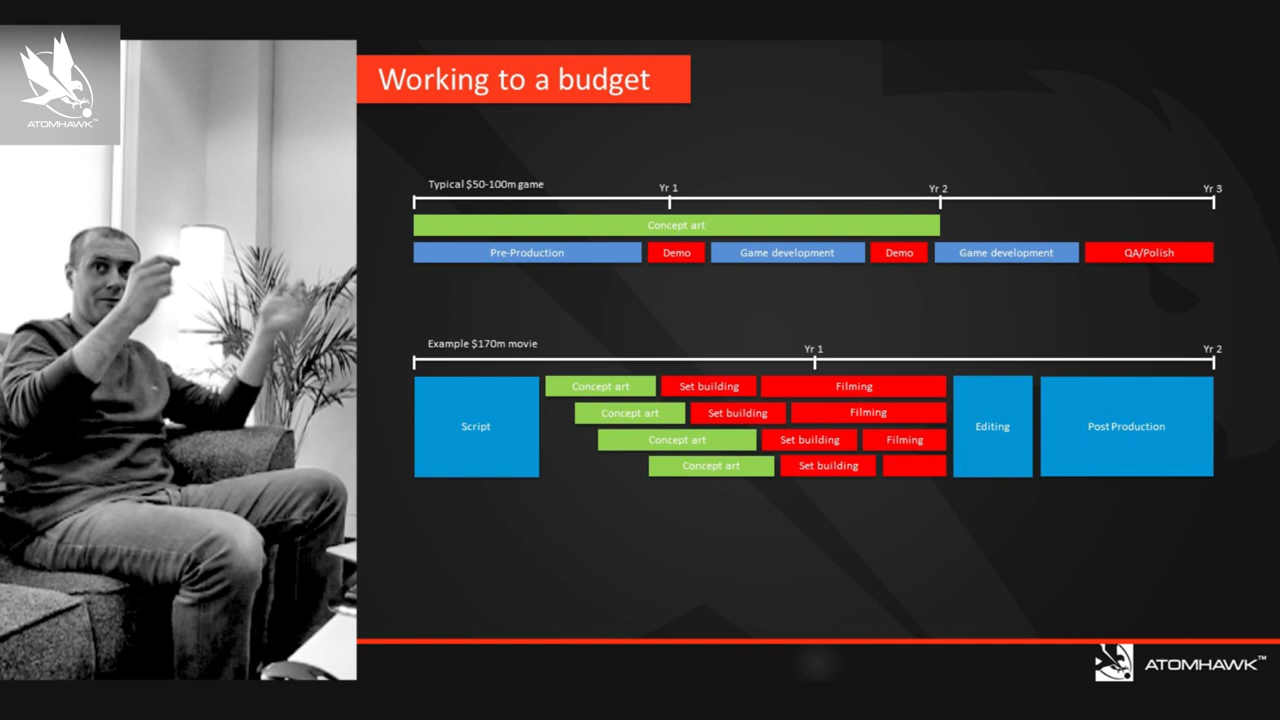 ATOMHAWK™
Working to a budget
Typical $50-100m game
Yr 1
Yr 2
Yr 3
Concept art
Pre-Production
Demo
Game development
Demo
Game development
QA/Polish
Example $170m movie
Yr 1
Yr 2
Script
Concept art
Set building
Filming
Concept art
Set building
Filming
Concept art
Set building
Filming
Concept art
Set building
Editing
Post Production
ATOMHAWK™